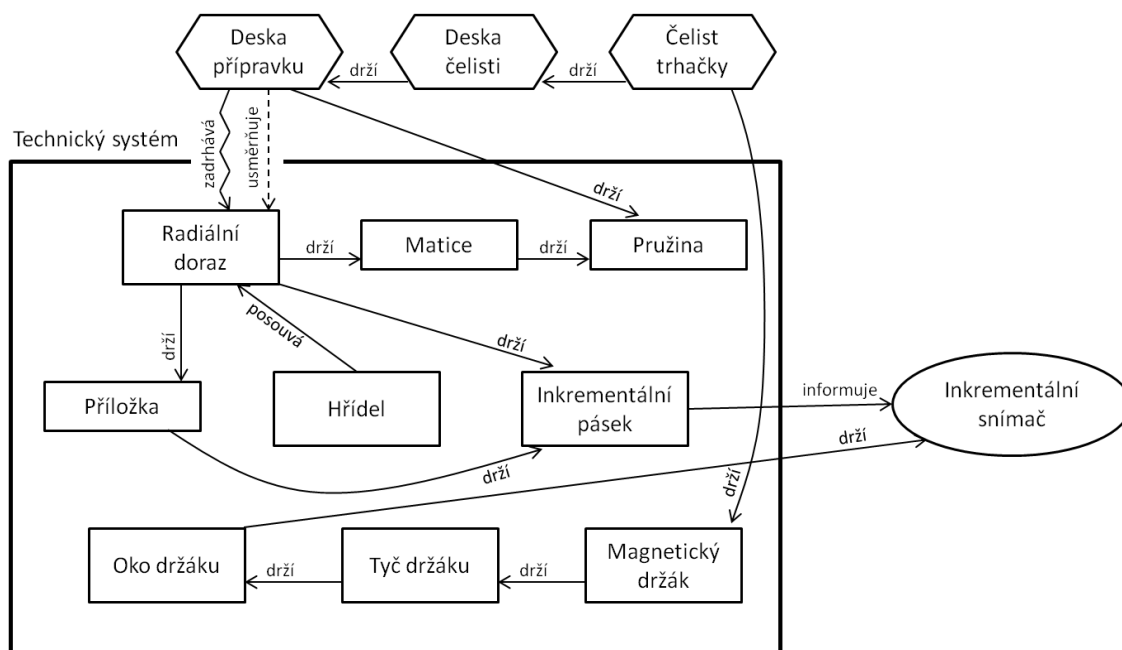 Deska
přípravku
drží
Deska
čelisti
drží
Čelist
trhačky
Technický systém
zadrhává
usměrňuje
drží
Radiální
doraz
drží
Matice
drží
Pružina
drží
posouvá
drží
Příložka
Hřídel
Inkrementální
pásek
informuje
Inkrementální
snímač
drží
drží
drží
Oko držáku
drží
Tyč držáku
drží
Magnetický
držák